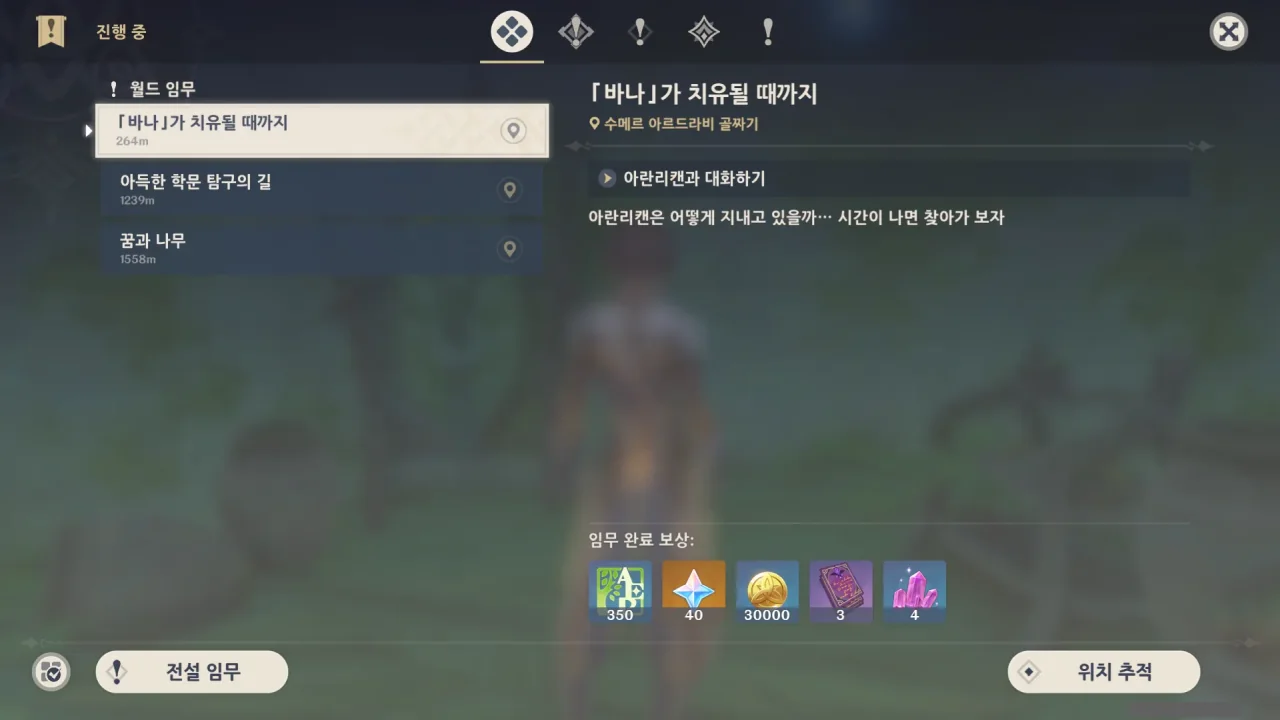 진행 중
월드 임무
「바나」가 치유될 때까지
264m
아득한 학문 탐구의 길
1239m
꿈과 나무
1558m
「바나」가 치유될 때까지
수메르 아르드라비 골짜기
아란리캔과 대화하기
아란리캔은 어떻게 지내고 있을까… 시간이 나면 찾아가 보자
임무 완료 보상:
350
40
30000
3
4
전설 임무
위치 추적